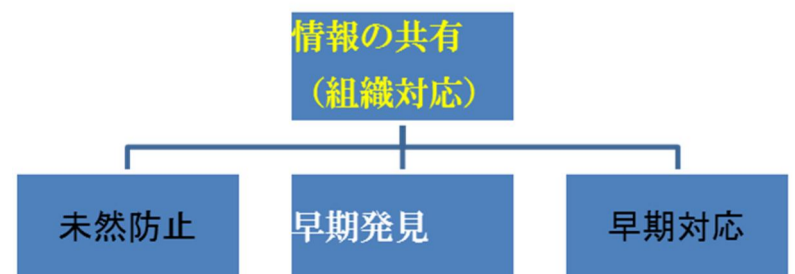 情報の共有
（組織対応）
未然防止
早期発見
早期対応